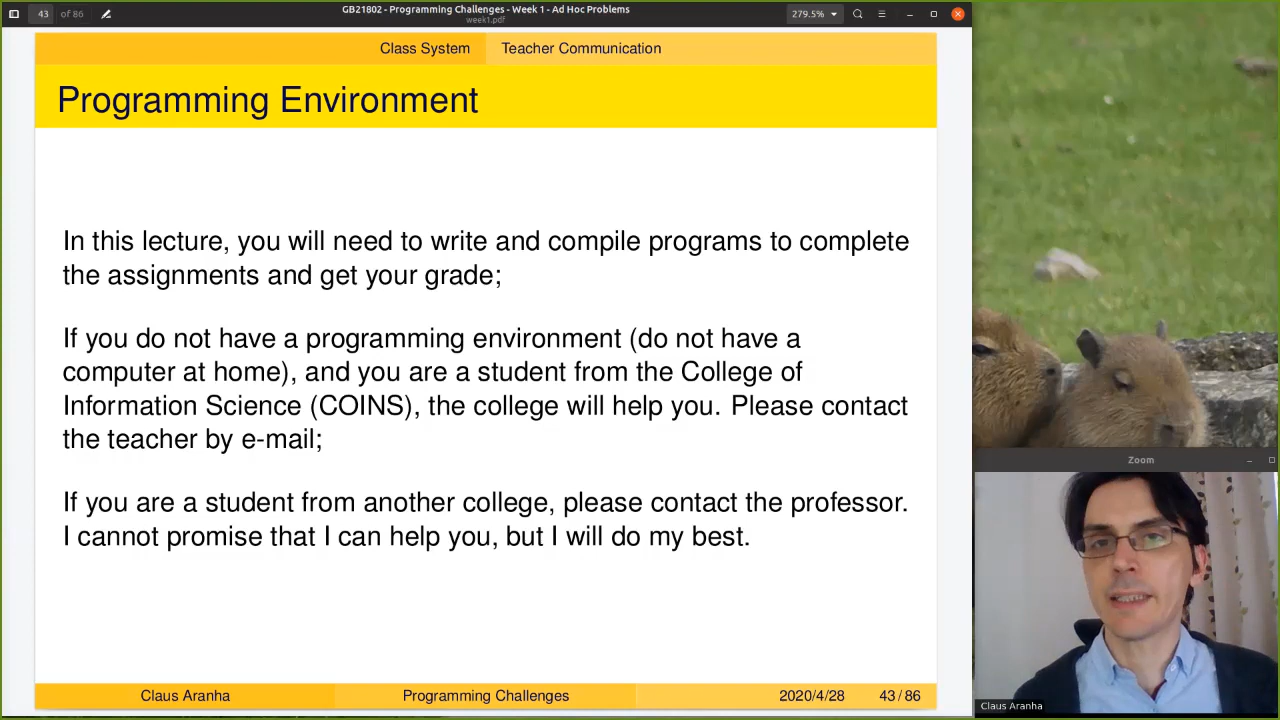 43 of 86
GB21802 - Programming Challenges - Week 1 - Ad Hoc Problems
week1.pdf
279.5%
Class System
Teacher Communication
Programming Environment
In this lecture, you will need to write and compile programs to complete
the assignments and get your grade;
If you do not have a programming environment (do not have a
computer at home), and you are a student from the College of
Information Science (COINS), the college will help you. Please contact
the teacher by e-mail;
If you are a student from another college, please contact the professor.
I cannot promise that I can help you, but I will do my best.
Claus Aranha
Programming Challenges
2020/4/28
43 / 86
Zoom
Claus Aranha